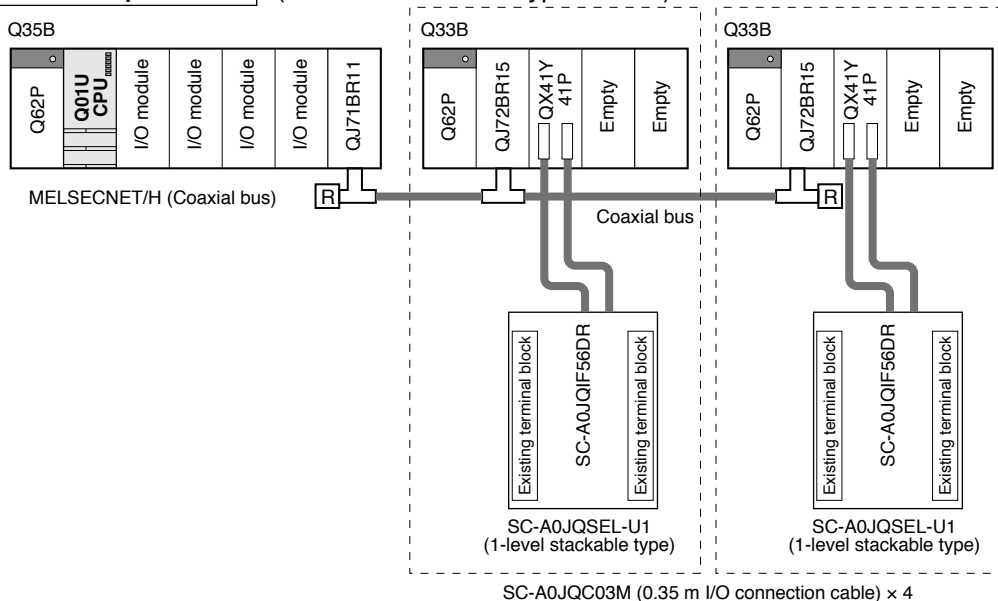 Q35B
Q62P
Q01U
CPU
I/O module
I/O module
I/O module
I/O module
QJ71BR11
MELSECNET/H (Coaxial bus)
R
Q33B
Q62P
QJ72BR15
QX41Y
41P
Empty
Empty
Q33B
Q62P
QJ72BR15
QX41Y
41P
Empty
Empty
R
Coaxial bus
Existing terminal block
SC-A0JQIF56DR
Existing terminal block
SC-A0JQSEL-U1
(1-level stackable type)
Existing terminal block
SC-A0JQIF56DR
Existing terminal block
SC-A0JQSEL-U1
(1-level stackable type)
SC-A0JQC03M (0.35 m I/O connection cable) × 4